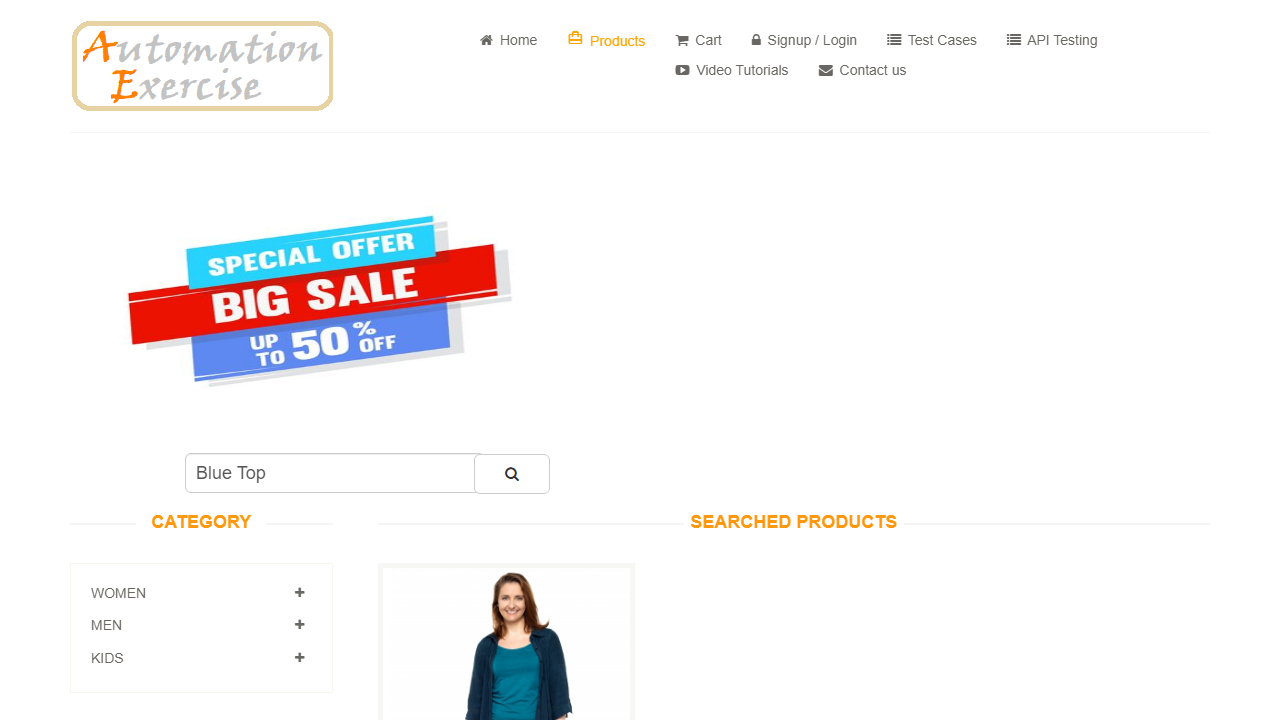 Automation
Exercise
Home
Products
Cart
Signup / Login
Test Cases
API Testing
Video Tutorials
Contact us
SPECIAL OFFER
BIG SALE
UP TO 50% OFF
Blue Top
CATEGORY
SEARCHED PRODUCTS
WOMEN
MEN
KIDS